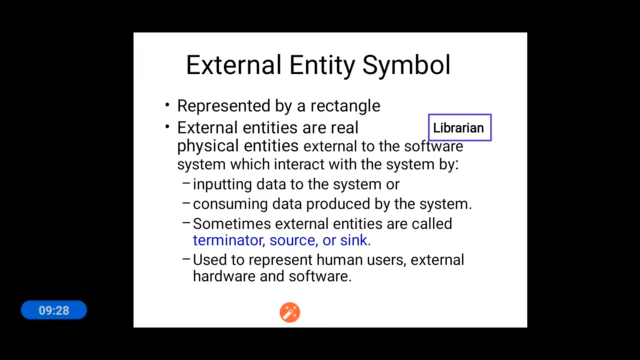 External Entity Symbol
• Represented by a rectangle
• External entities are real
Librarian
physical entities external to the software
system which interact with the system by:
–inputting data to the system or
–consuming data produced by the system.
–Sometimes external entities are called
terminator, source, or sink.
–Used to represent human users, external
hardware and software.
09:28